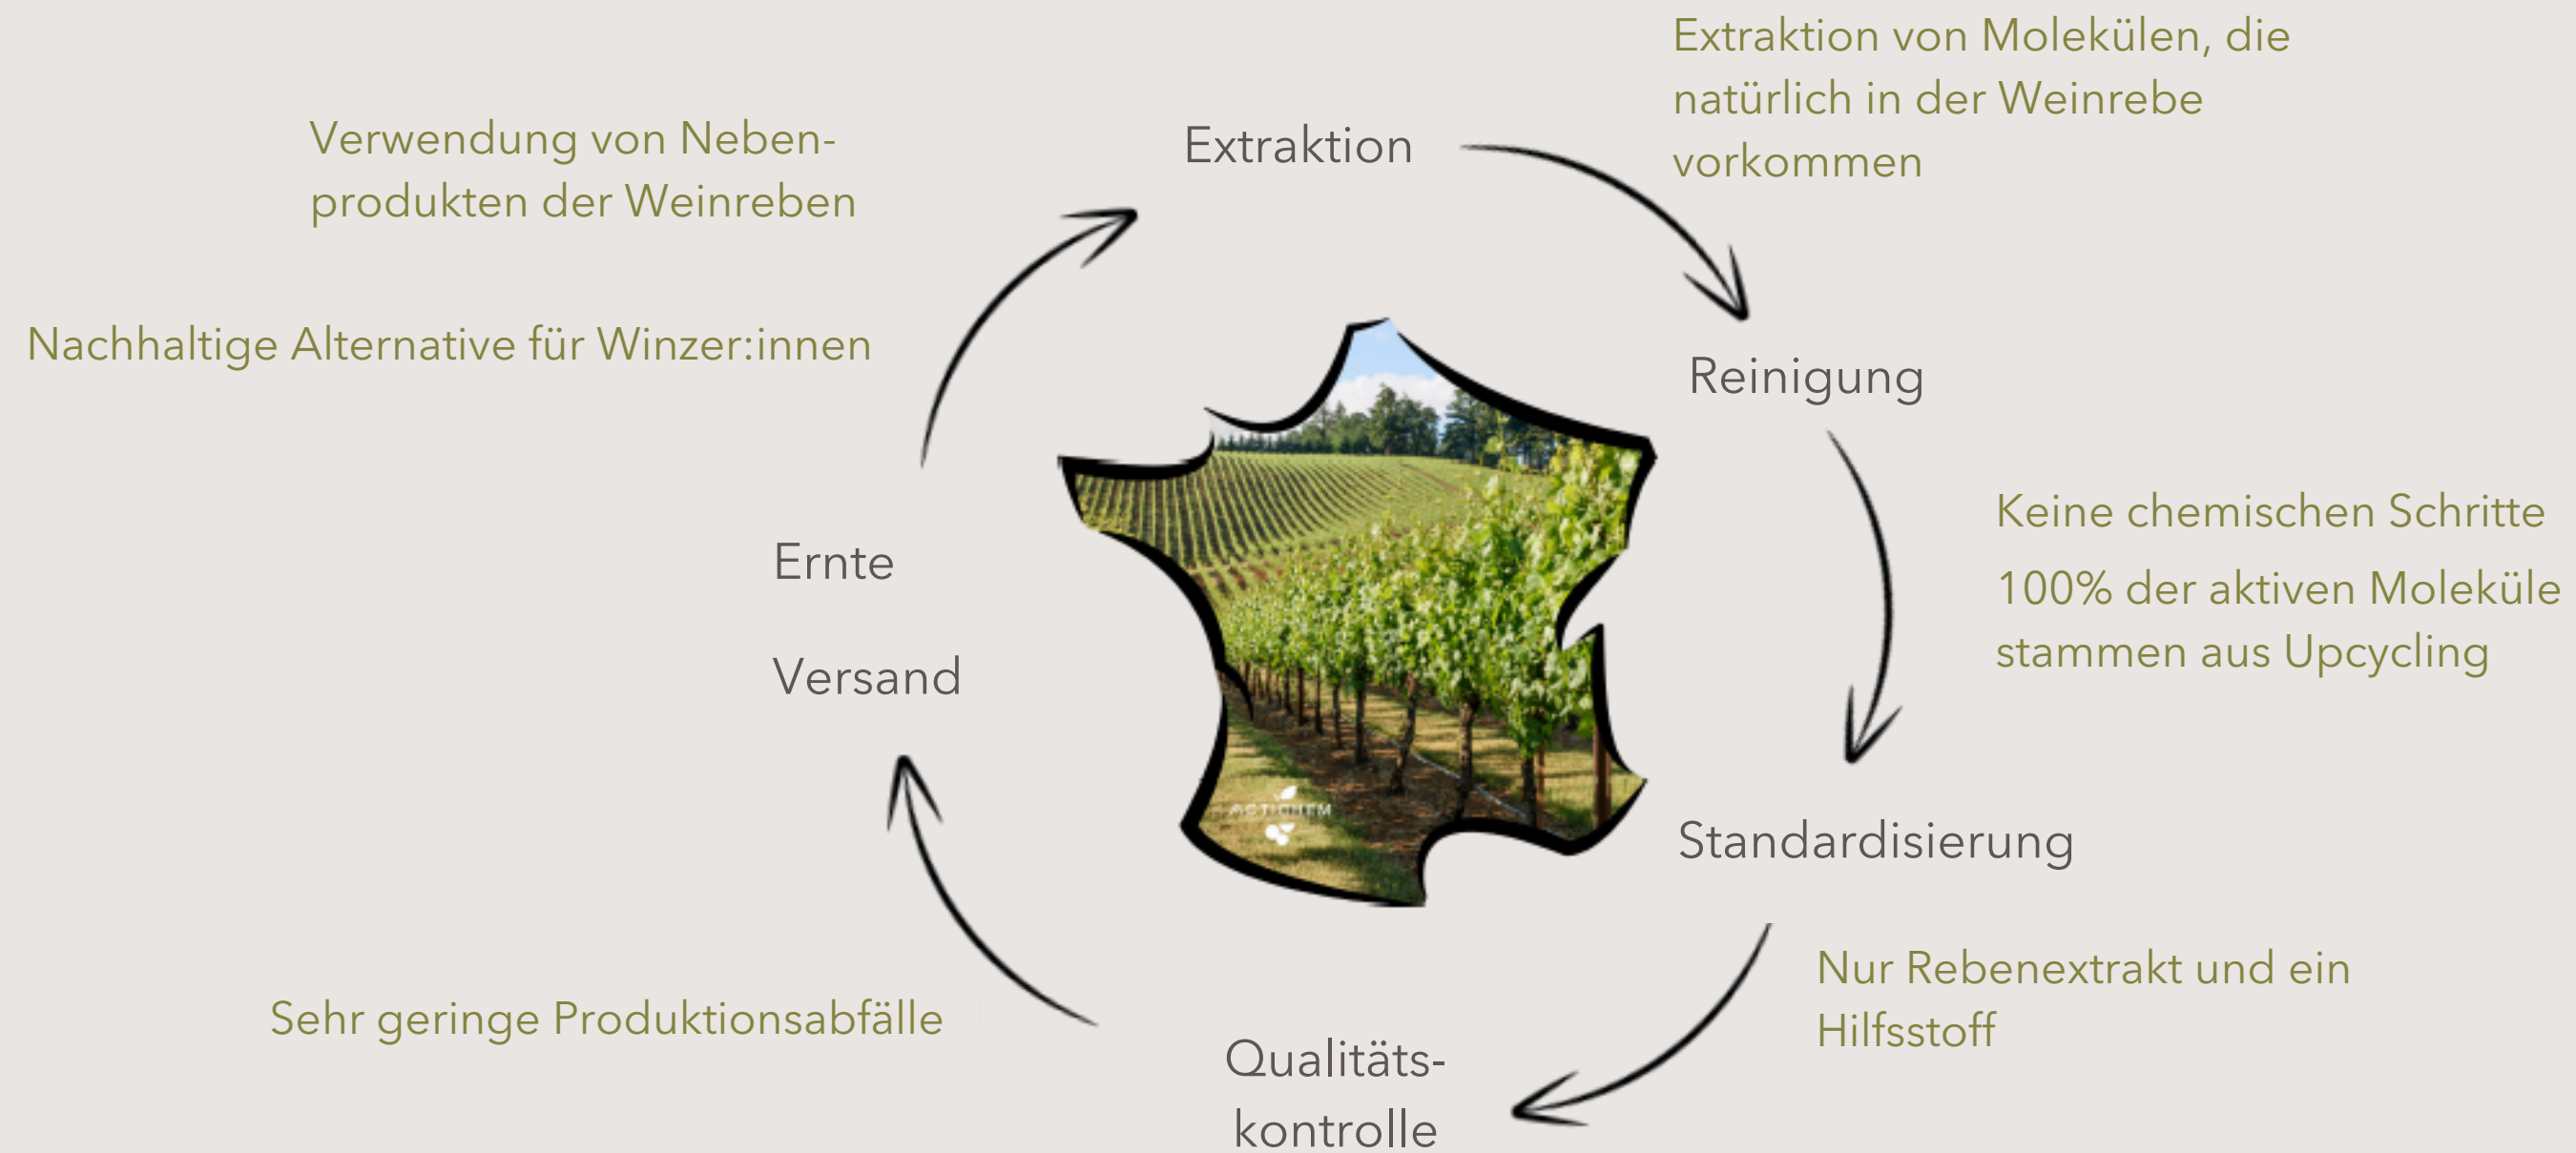 Extraktion von Molekülen, die
natürlich in der Weinrebe
vorkommen
Verwendung von Neben-
produkten der Weinreben
Extraktion
Nachhaltige Alternative für Winzer:innen
Reinigung
Keine chemischen Schritte
100% der aktiven Moleküle
stammen aus Upcycling
Ernte
Versand
ACTICHEM
Standardisierung
Nur Rebenextrakt und ein
Hilfsstoff
Sehr geringe Produktionsabfälle
Qualitäts-
kontrolle